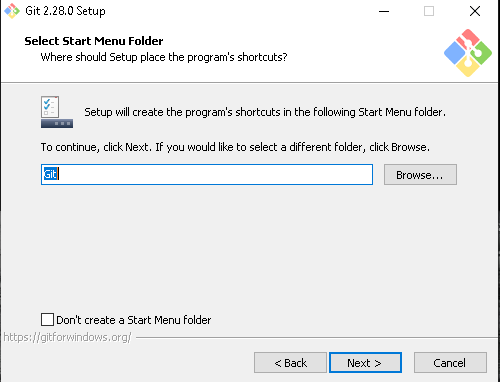 Git 2.28.0 Setup
Select Start Menu Folder
Where should Setup place the program's shortcuts?
Setup will create the program's shortcuts in the following Start Menu folder.
To continue, click Next. If you would like to select a different folder, click Browse.
Git
Browse...
Don't create a Start Menu folder
https://gitforwindows.org/
< Back
Next >
Cancel